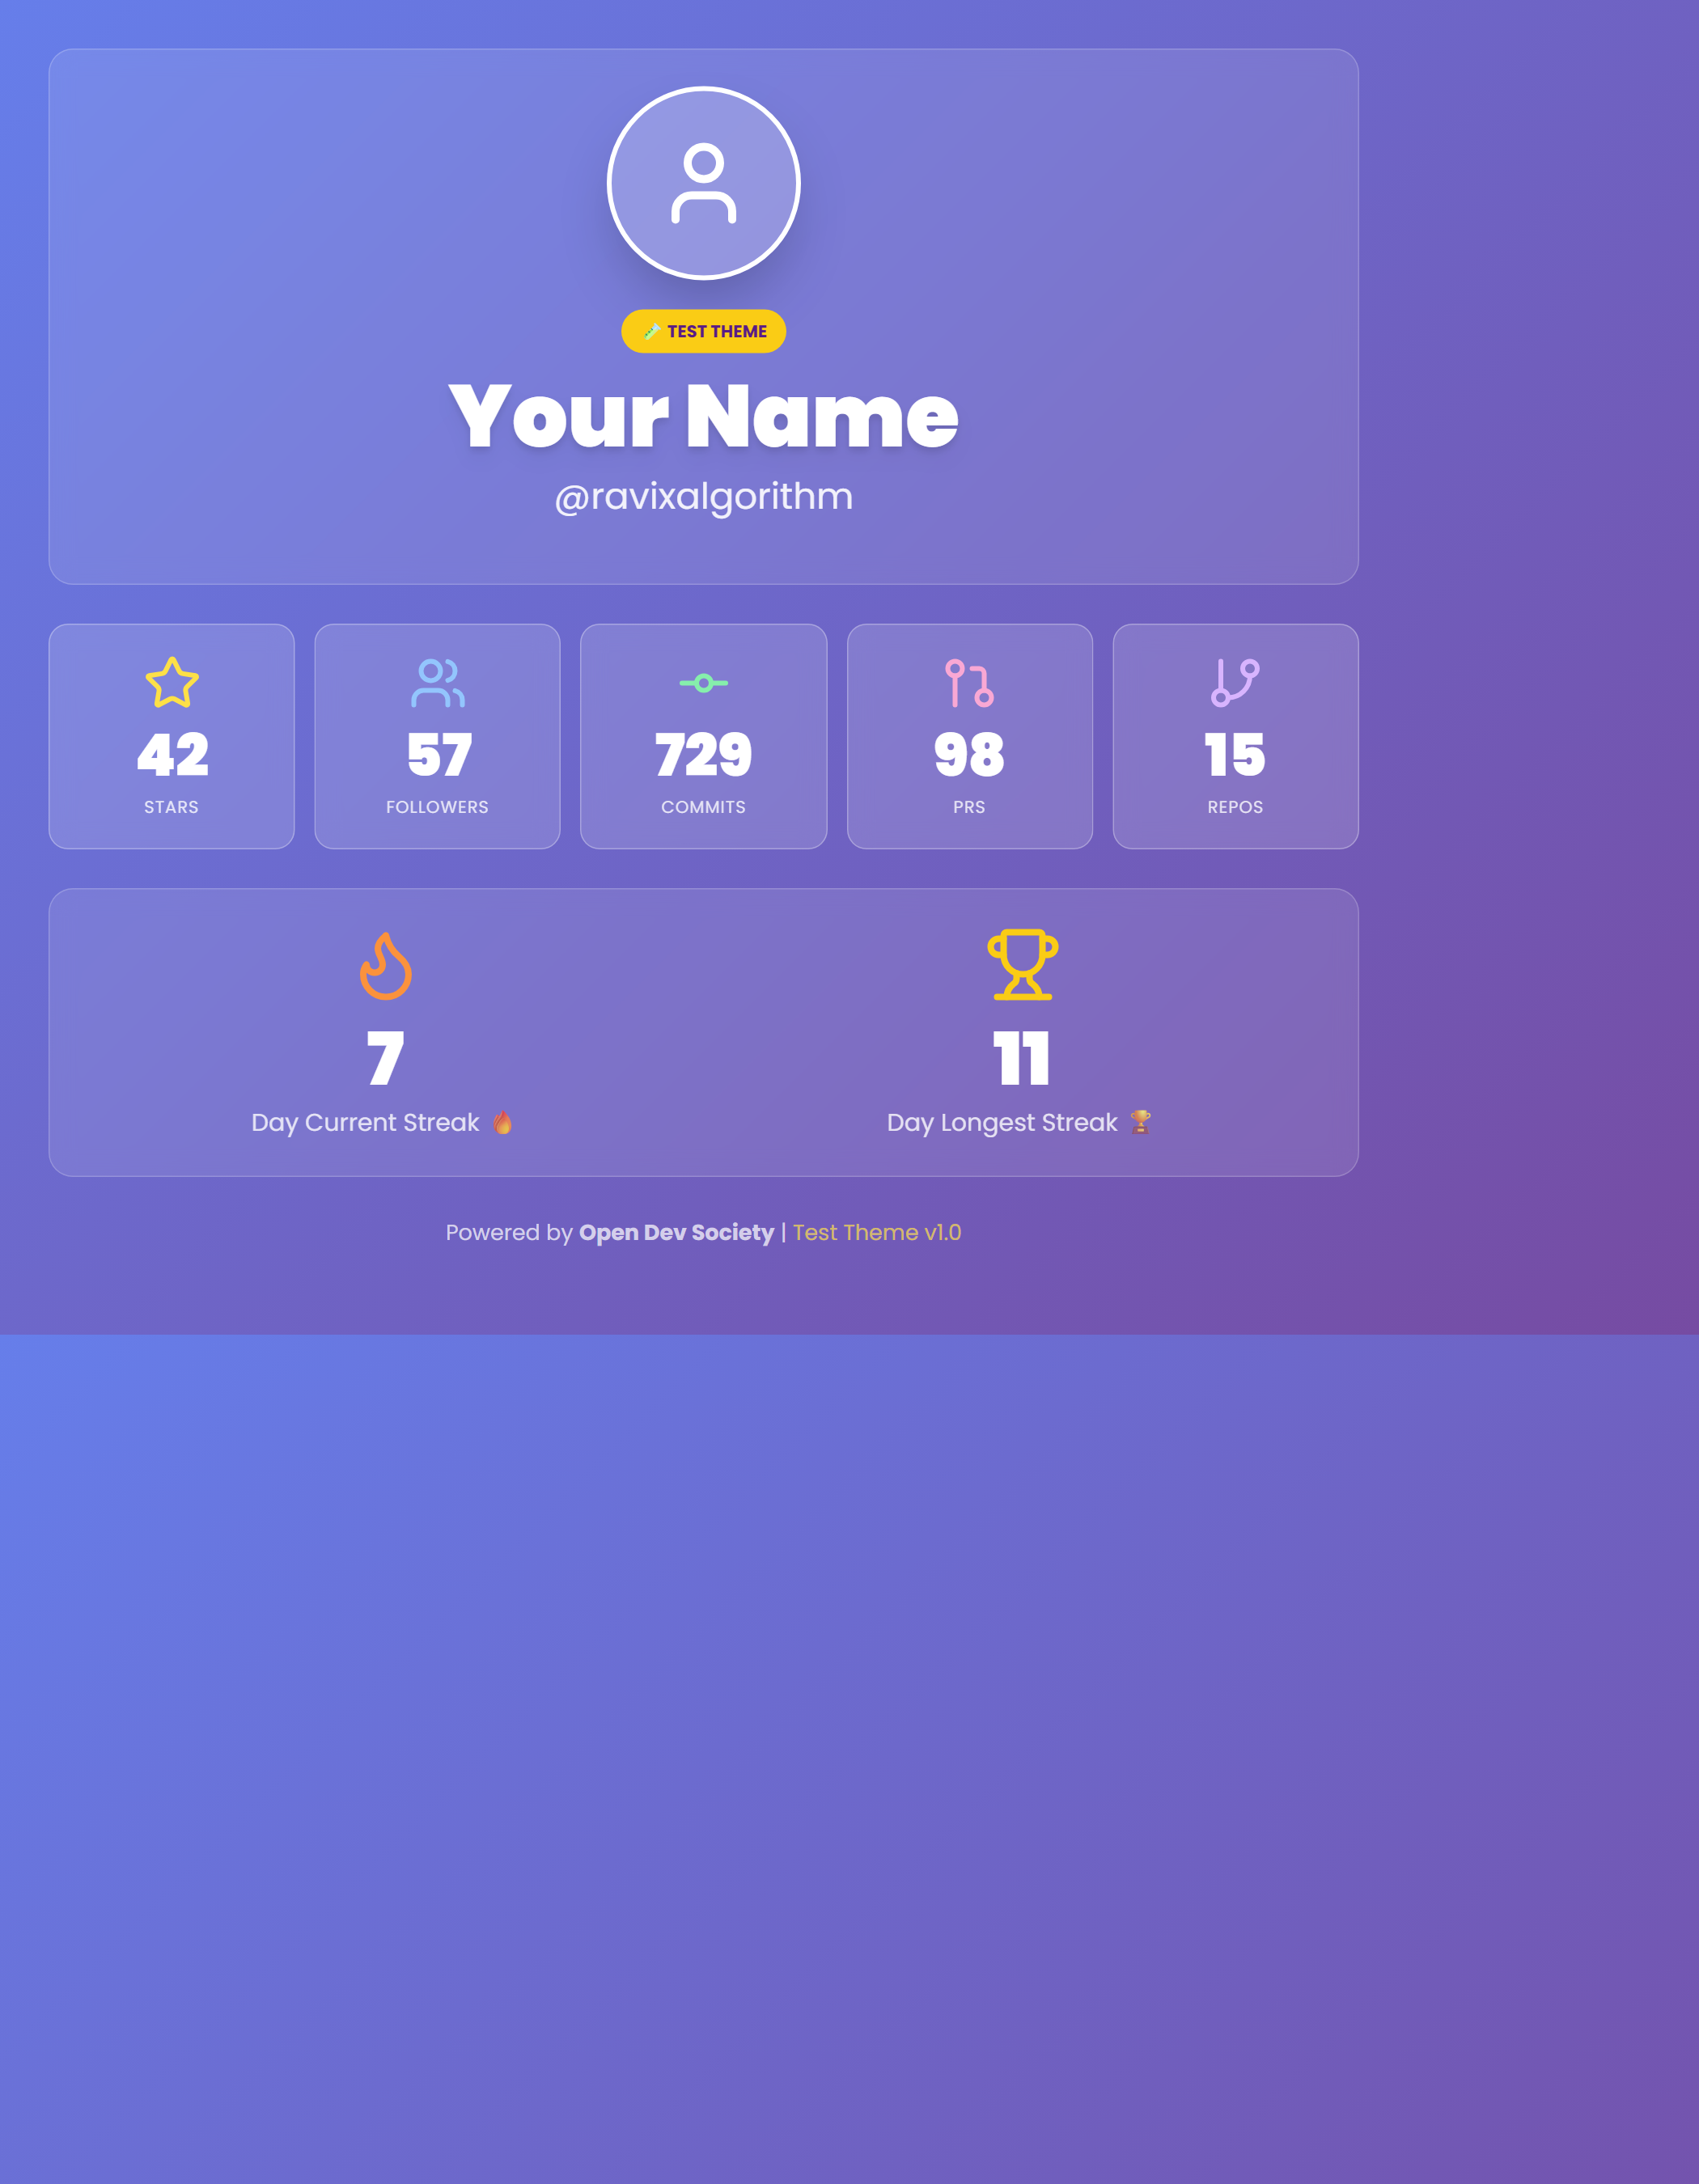 🧪 TEST THEME
Your Name
@ravixalgorithm
42 57 729 98 15
STARS FOLLOWERS COMMITS PRS REPOS
7 11
Day Current Streak 🔥 Day Longest Streak 🏆
Powered by Open Dev Society | Test Theme v1.0